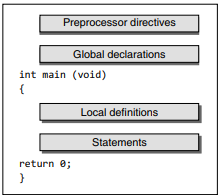 Preprocessor directives
Global declarations
int main (void)
{
Local definitions
Statements
return 0;
}